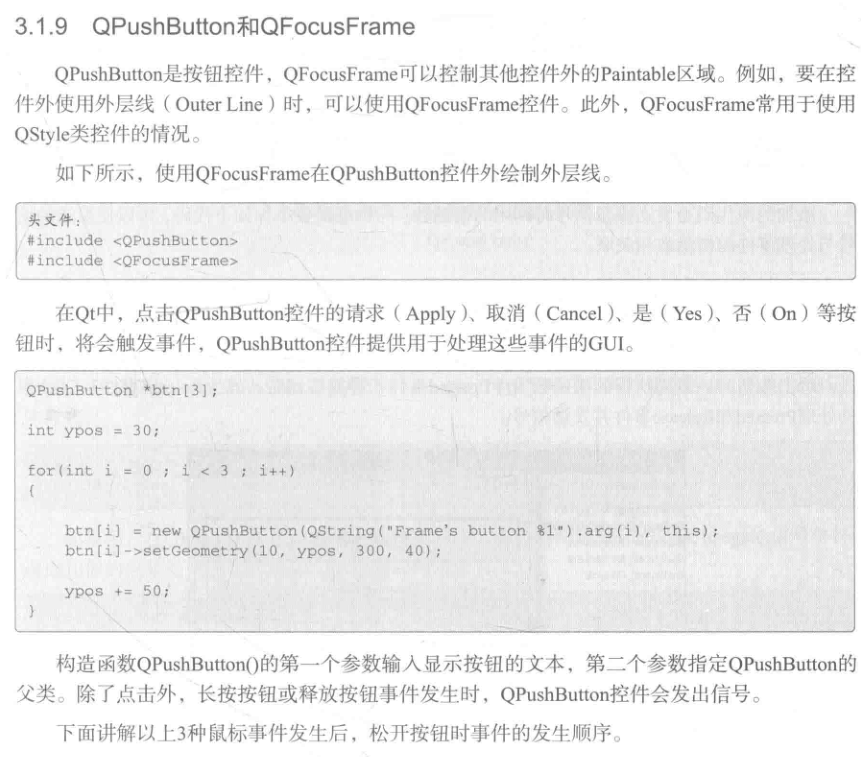 3.1.9 QPushButton和QFocusFrame
QPushButton是按钮控件，QFocusFrame可以控制其他控件外的Paintable区域。例如，要在控
件外使用外层线（Outer Line）时，可以使用QFocusFrame控件。此外，QFocusFrame常用于使用
QStyle类控件的情况。
如下所示，使用QFocusFrame在QPushButton控件外绘制外层线。
头文件：
#include <QPushButton>
#include <QFocusFrame>
在Qt中，点击QPushButton控件的请求（Apply）、取消（Cancel）、是（Yes）、否（On）等按
钮时，将会触发事件，QPushButton控件提供用于处理这些事件的GUI。
QPushButton *btn[3];
int ypos = 30;
for(int i = 0 ; i < 3 ; i++)
{
btn[i] = new QPushButton(QString("Frame's button %1").arg(i), this);
btn[i]->setGeometry(10, ypos, 300, 40);
ypos += 50;
}
构造函数QPushButton()的第一个参数输入显示按钮的文本，第二个参数指定QPushButton的
父类。除了点击外，长按按钮或释放按钮事件发生时，QPushButton控件会发出信号。
下面讲解以上3种鼠标事件发生后，松开按钮时事件的发生顺序。